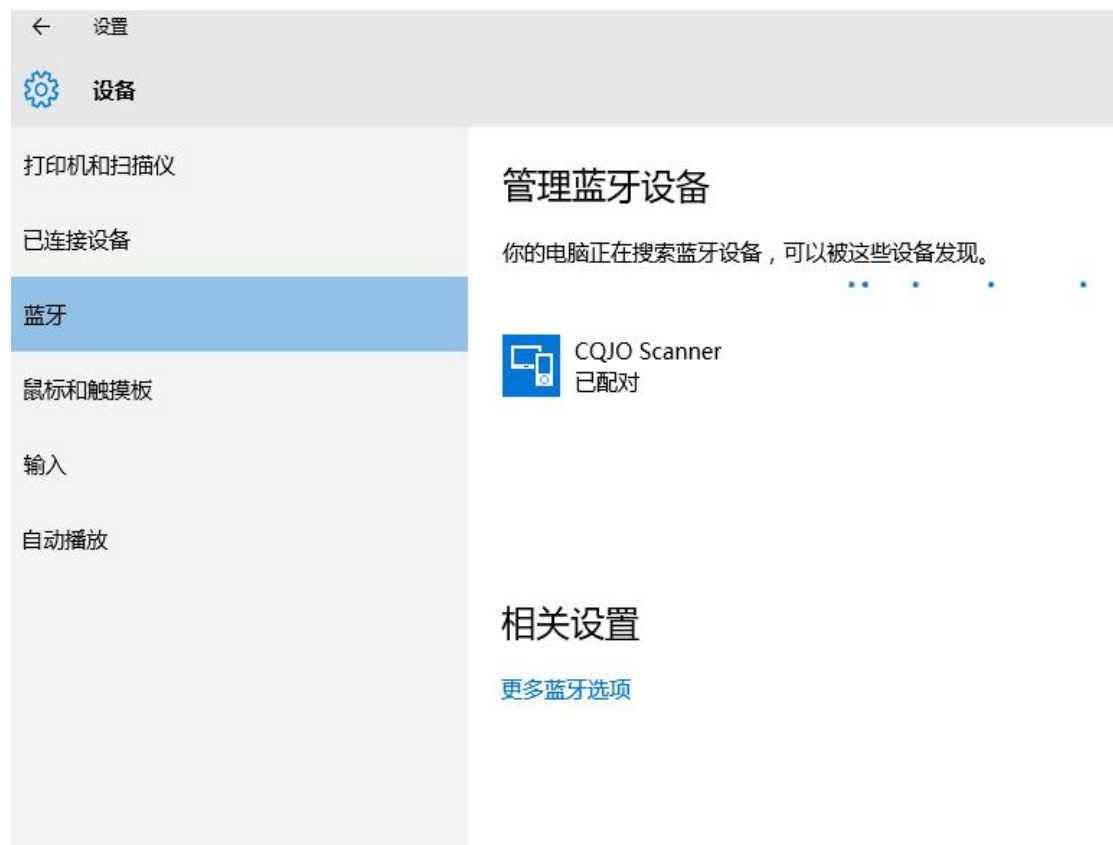 设置
设备
打印机和扫描仪
已连接设备
蓝牙
鼠标和触摸板
输入
自动播放
管理蓝牙设备
你的电脑正在搜索蓝牙设备，可以被这些设备发现。
CQJO Scanner
已配对
相关设置
更多蓝牙选项